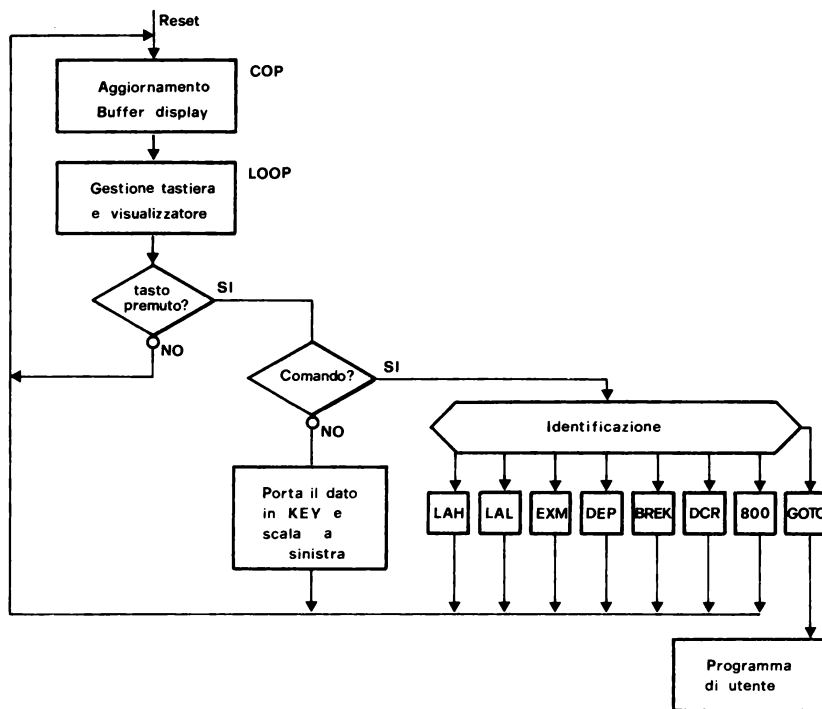 Reset
COP
Aggiornamento
Buffer display
LOOP
Gestione tastiera
e visualizzatore
tasto
premuto?
SI
NO
Comando?
SI
NO
Identificazione
Porta il dato
in KEY e
scala a
sinistra
LAH
LAL
EXM
DEP
BREK
DCR
800
GOTO
Programma
di utente